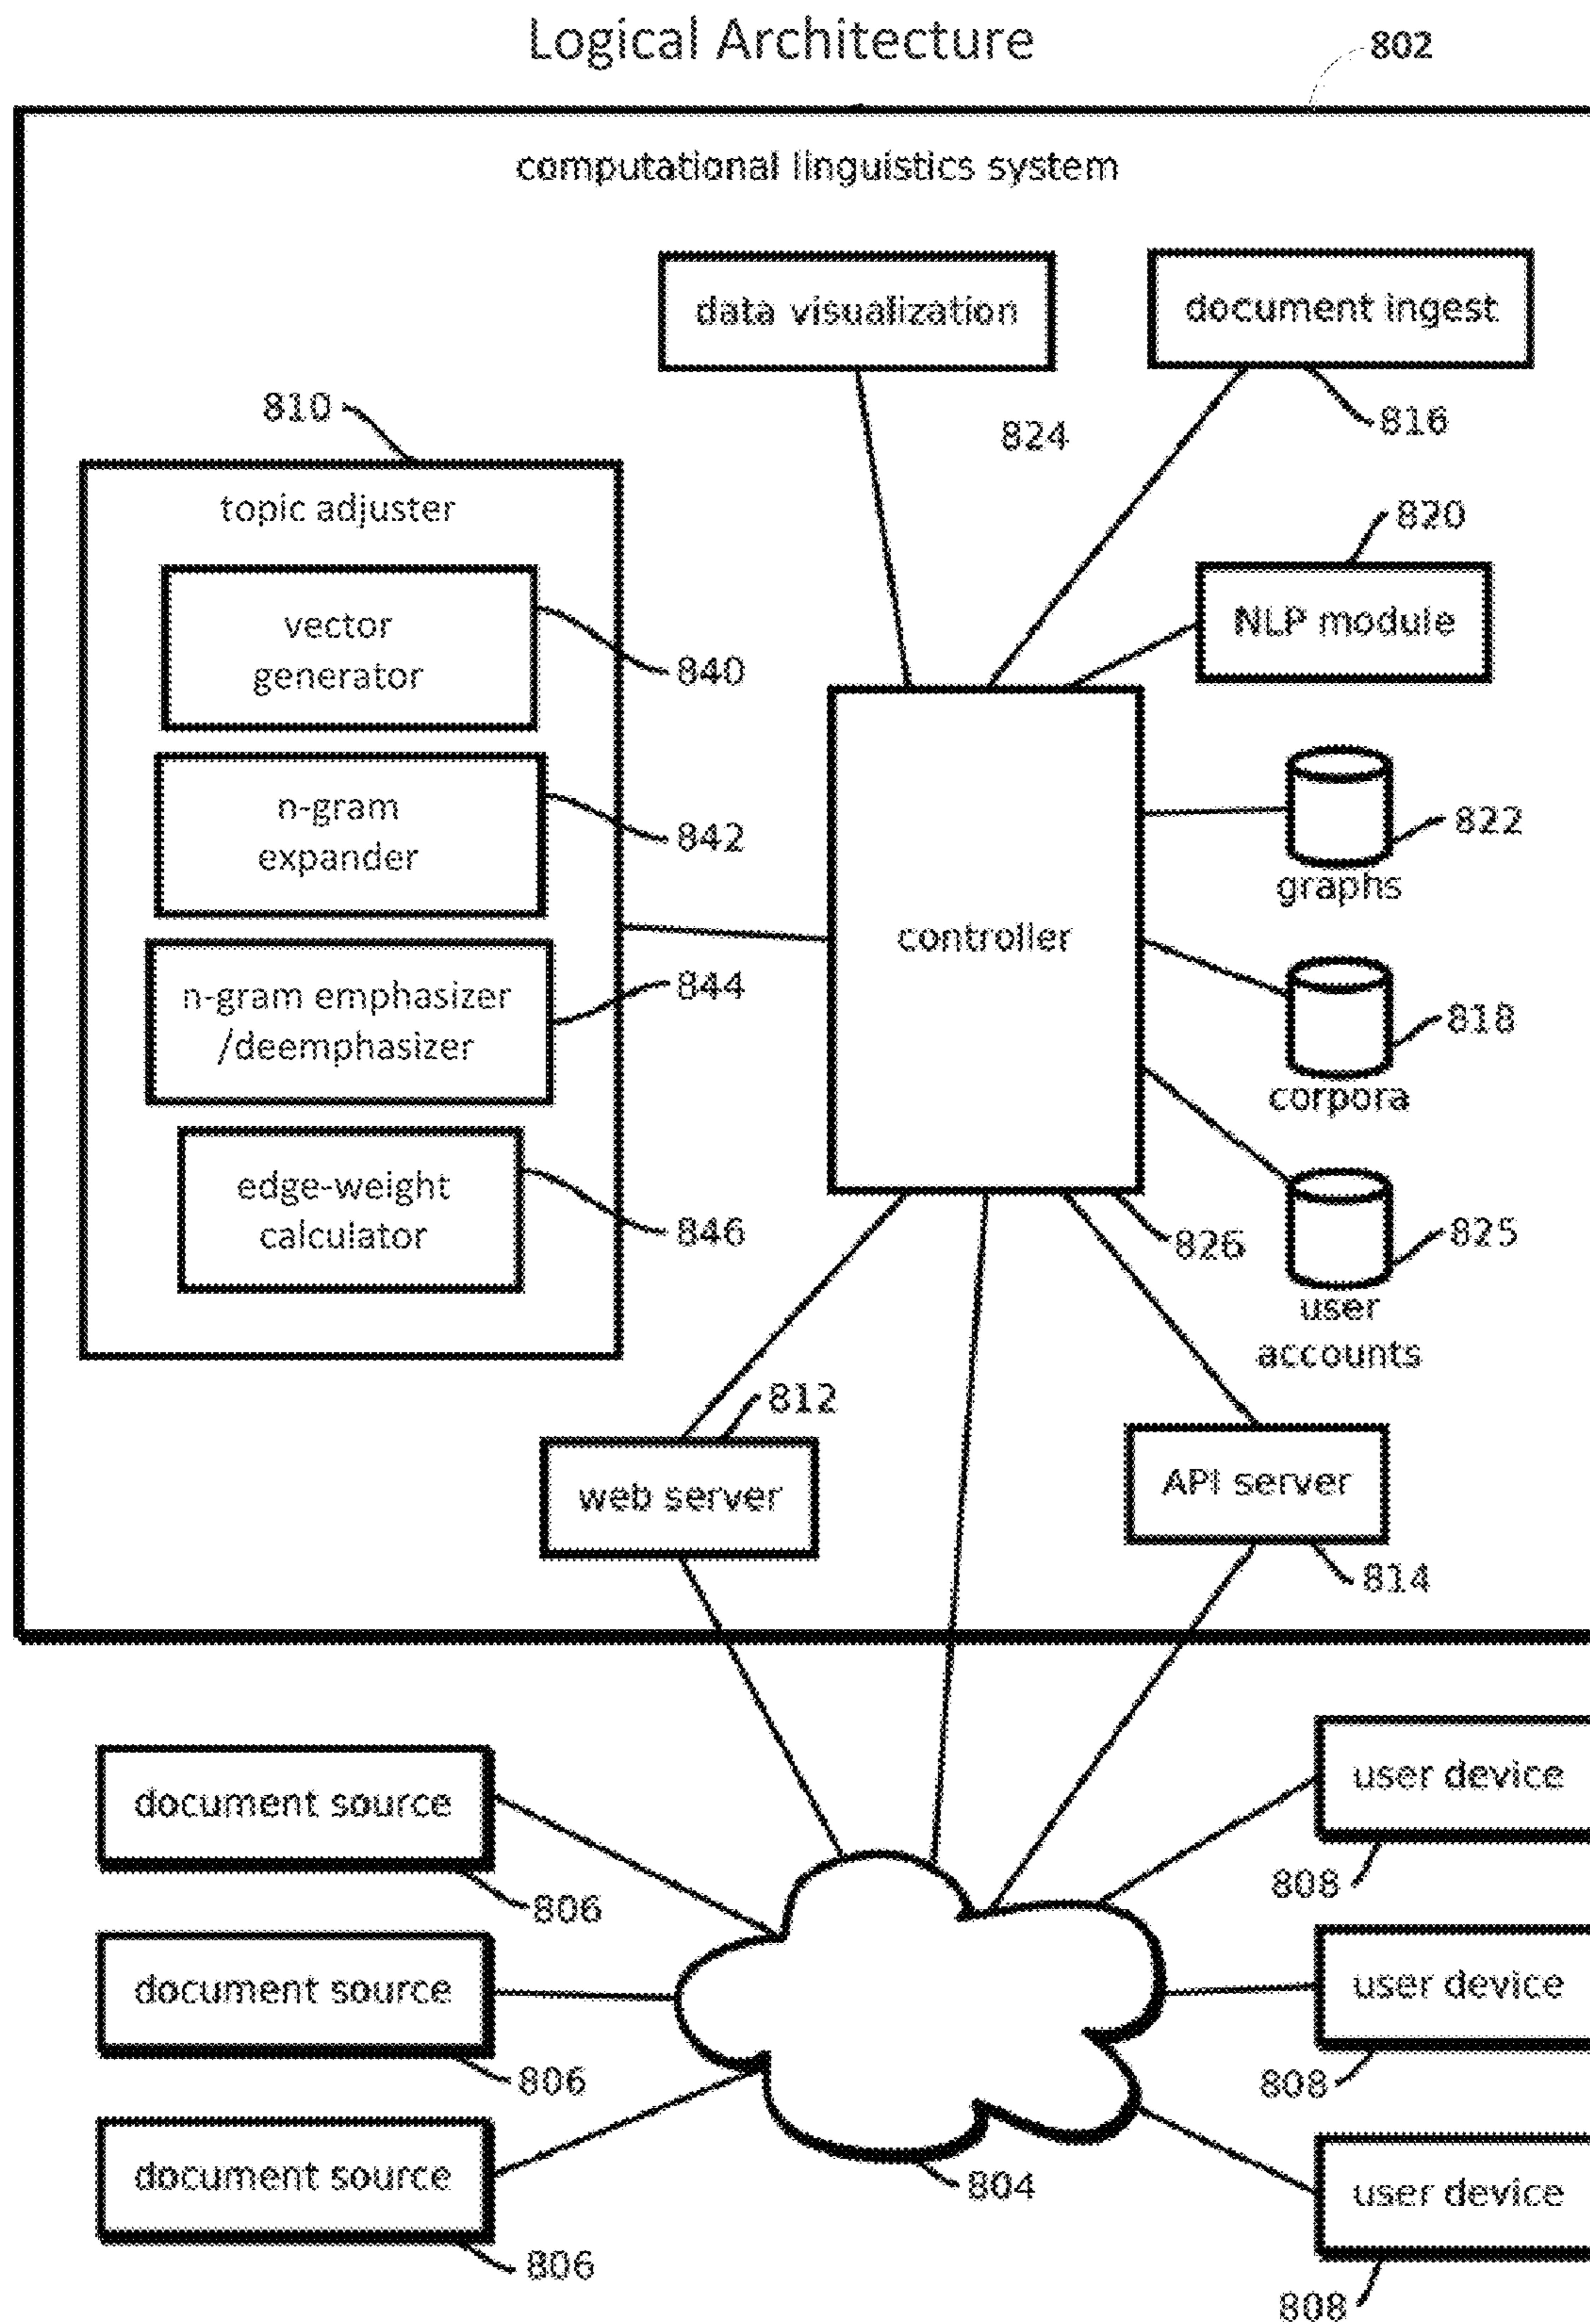 Logical Architecture
802
computational linguistics system
data visualization
document ingest
824
816
810
topic adjuster
820
NLP module
vector
generator
840
n-gram
expander
842
n-gram emphasizer
/deemphasizer
844
edge-weight
calculator
846
controller
822
graphs
818
corpora
826
825
user
accounts
812
web server
API server
814
document source
806
document source
806
document source
806
user device
808
user device
808
user device
808
804